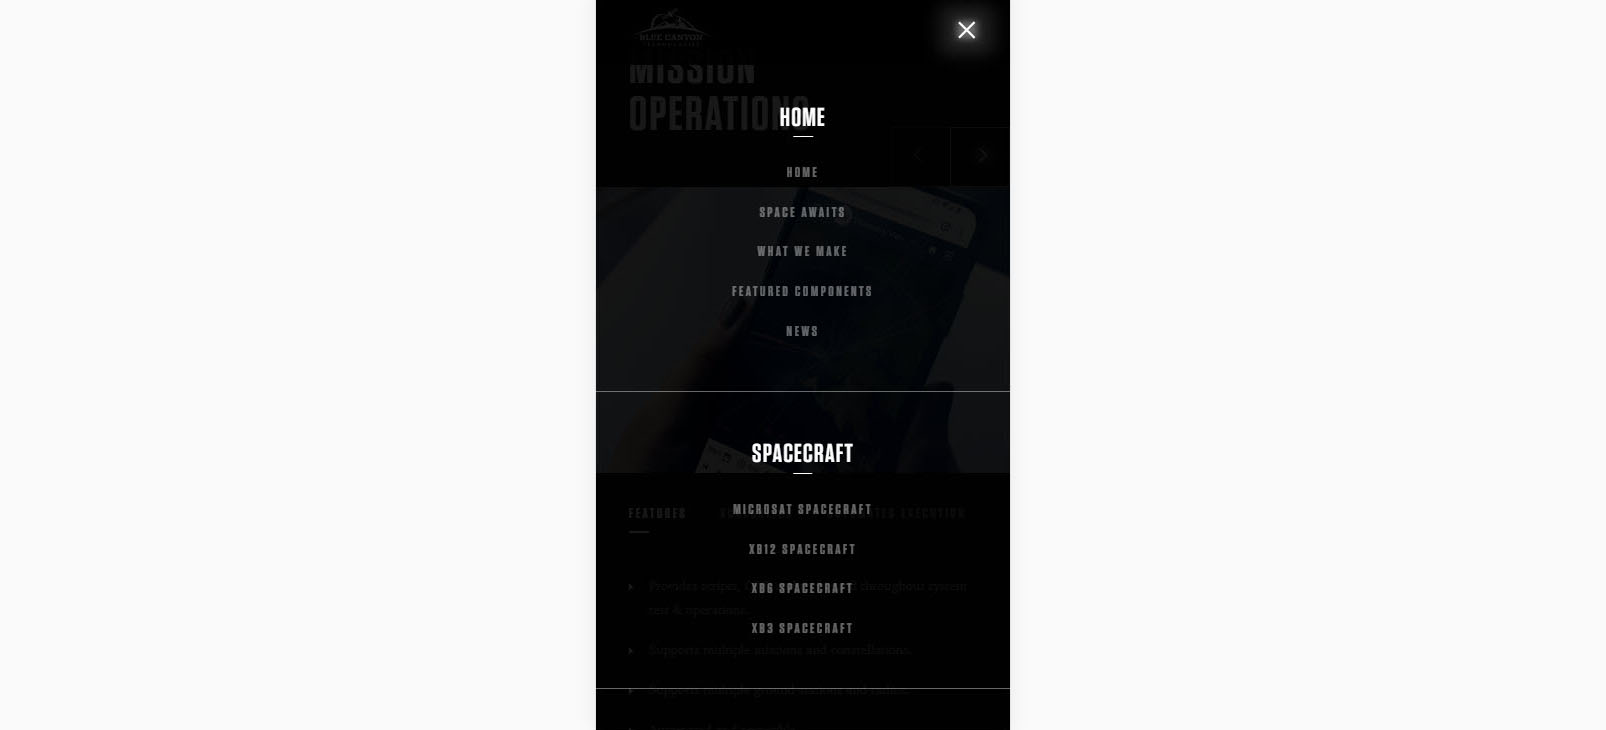 BLUE CANYON
TECHNOLOGIES
MISSION
OPERATIONS
HOME
HOME
SPACE AWAITS
WHAT WE MAKE
FEATURED COMPONENTS
NEWS
SPACECRAFT
MICROSAT SPACECRAFT
FEATURES
EXECUTION
XB12 SPACECRAFT
XB6 SPACECRAFT
Provides scripts, throughout system
test & operations.
XB3 SPACECRAFT
Supports multiple missions and constellations.
Supports multiple ground stations and radios.